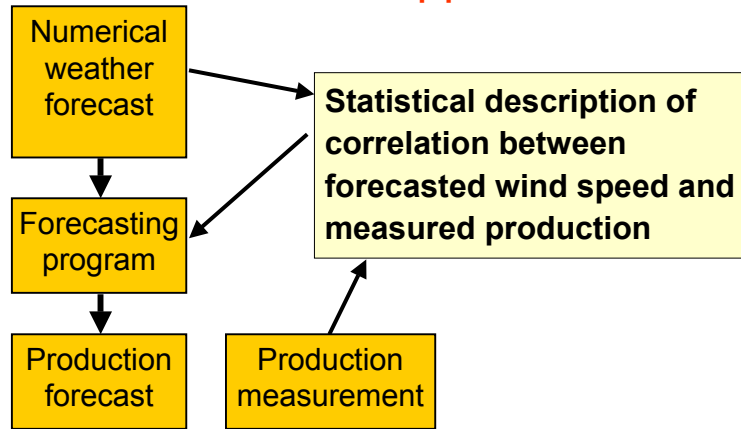 Numerical
weather
forecast
Statistical description of
correlation between
forecasted wind speed and
measured production
Forecasting
program
Production
forecast
Production
measurement